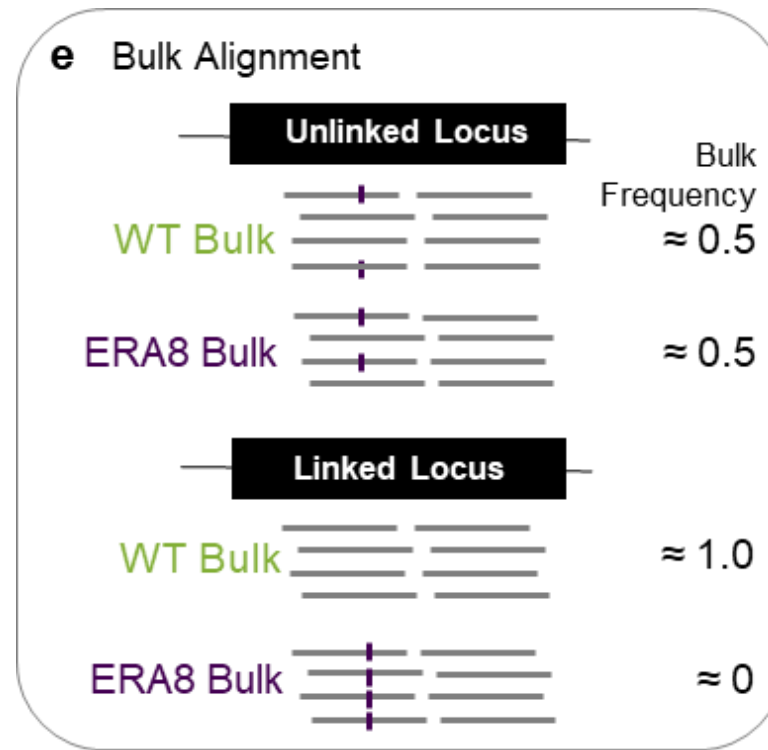 e Bulk Alignment
Unlinked Locus
Bulk
Frequency
WT Bulk ≈ 0.5
ERA8 Bulk ≈ 0.5
Linked Locus
WT Bulk ≈ 1.0
ERA8 Bulk ≈ 0